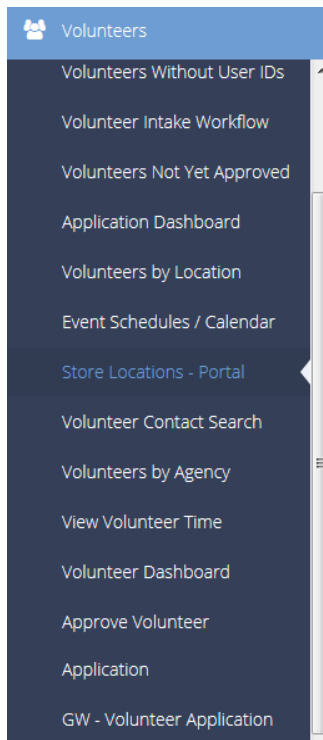 Volunteers
Volunteers Without User IDs
Volunteer Intake Workflow
Volunteers Not Yet Approved
Application Dashboard
Volunteers by Location
Event Schedules / Calendar
Store Locations - Portal
Volunteer Contact Search
Volunteers by Agency
View Volunteer Time
Volunteer Dashboard
Approve Volunteer
Application
GW - Volunteer Application